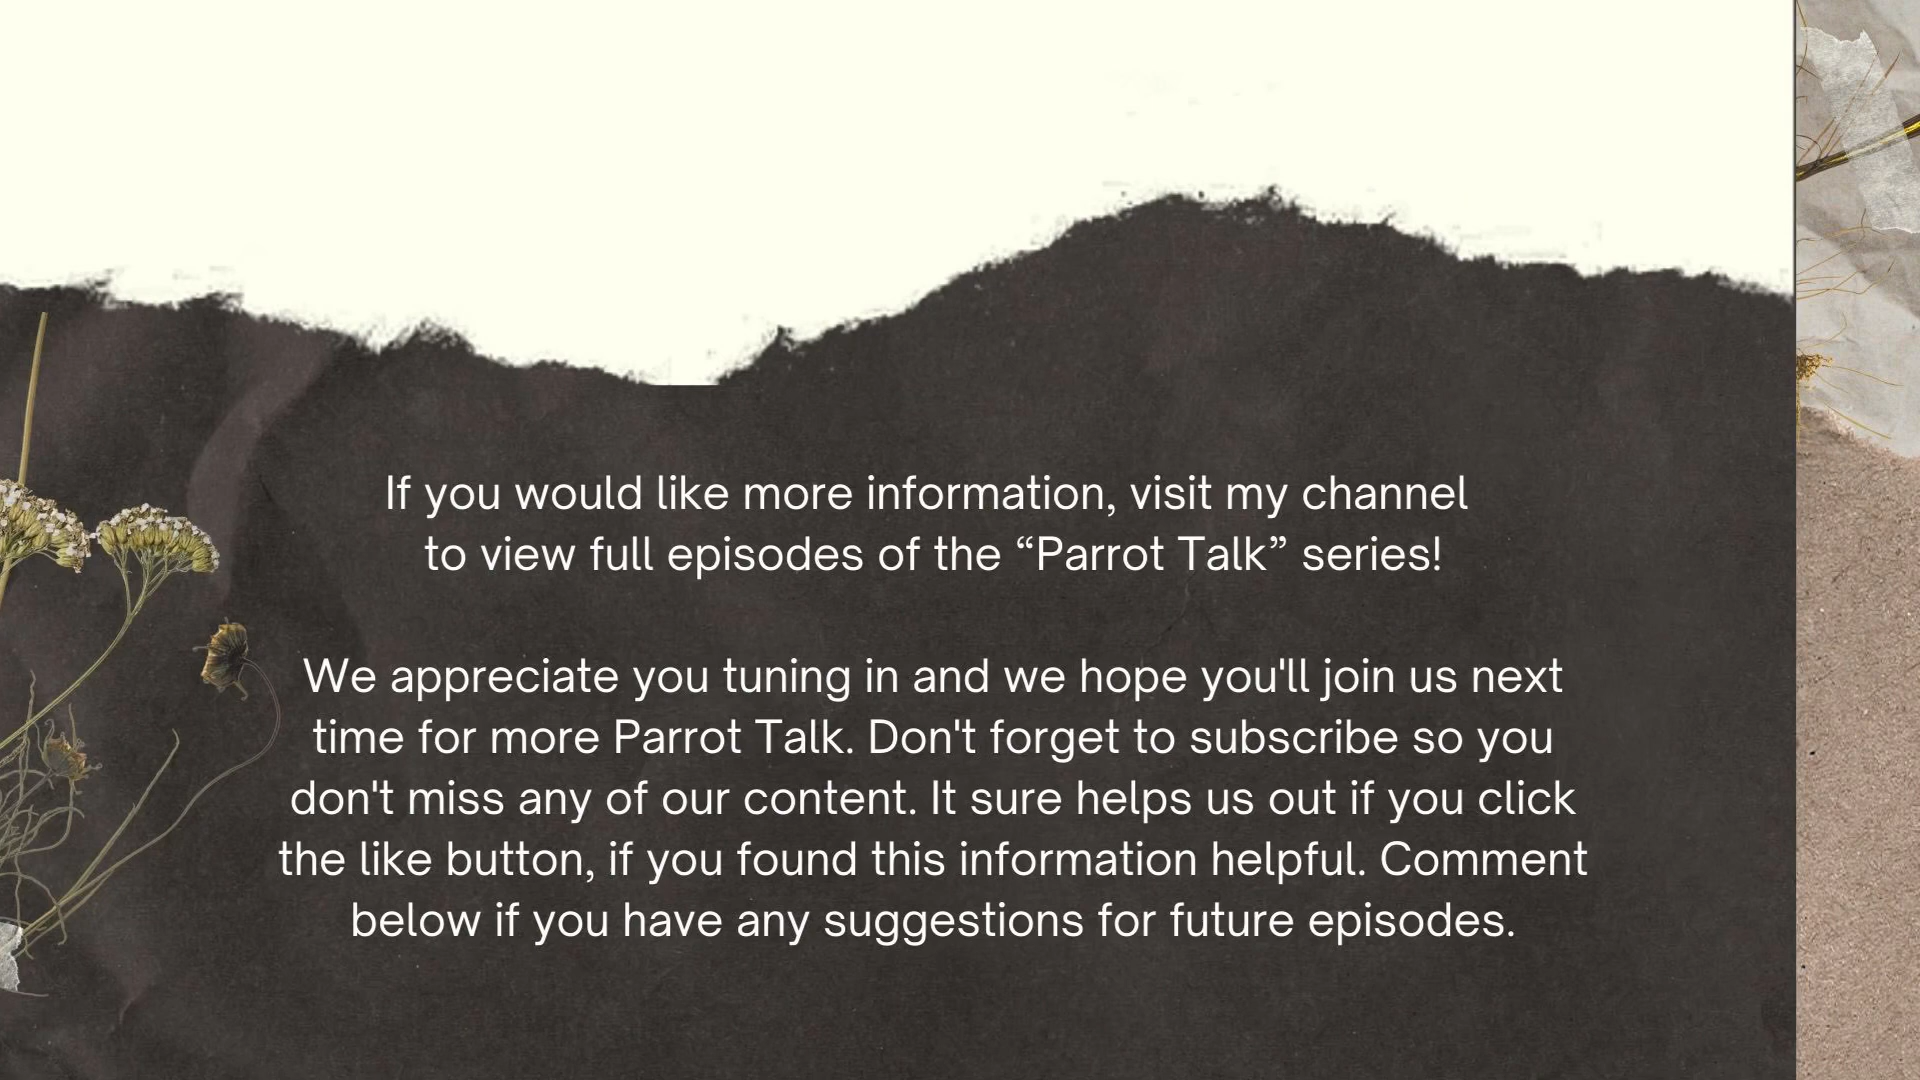 If you would like more information, visit my channel
to view full episodes of the “Parrot Talk” series!
We appreciate you tuning in and we hope you'll join us next
time for more Parrot Talk. Don't forget to subscribe so you
don't miss any of our content. It sure helps us out if you click
the like button, if you found this information helpful. Comment
below if you have any suggestions for future episodes.